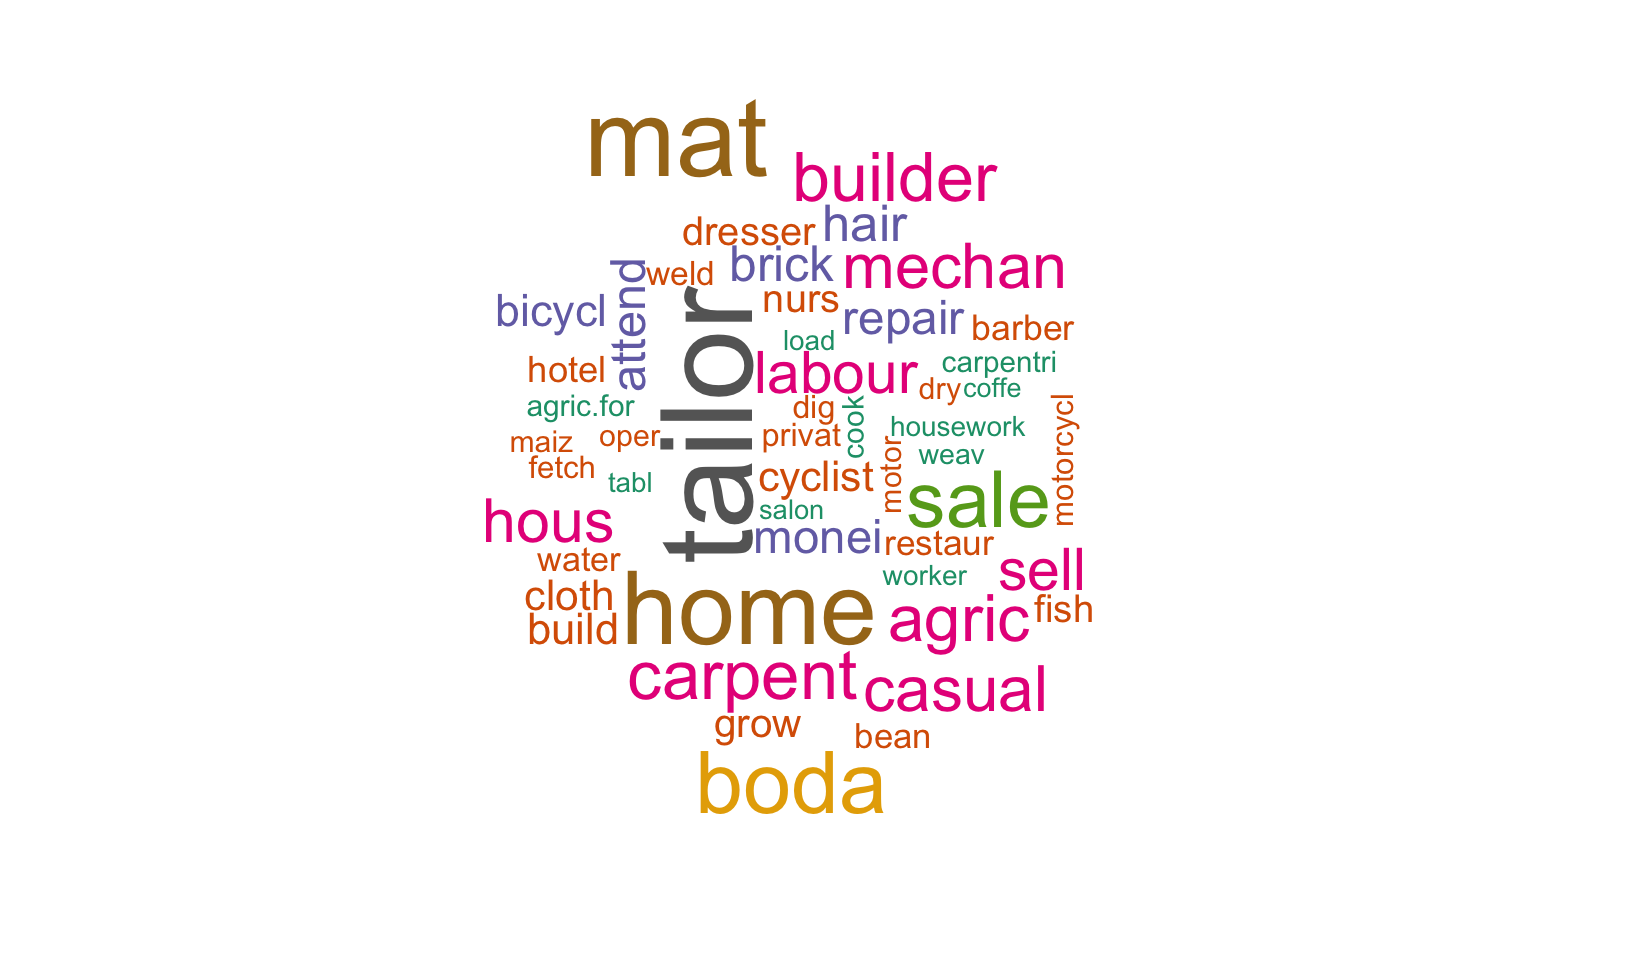 mat
builder
hair
dresser
brick
mechan
attend
weld
nurs
bicycl
repair
barber
load
tailor
labour
carpentri
hotel
dry
coffe
agric.for
dig
cook
motorcycl
housework
maiz
oper
privat
motor
weav
fetch
cyclist
tabl
sale
salon
hous
monei
restaur
water
worker
sell
cloth
home
agric
fish
build
carpent
casual
grow
bean
boda